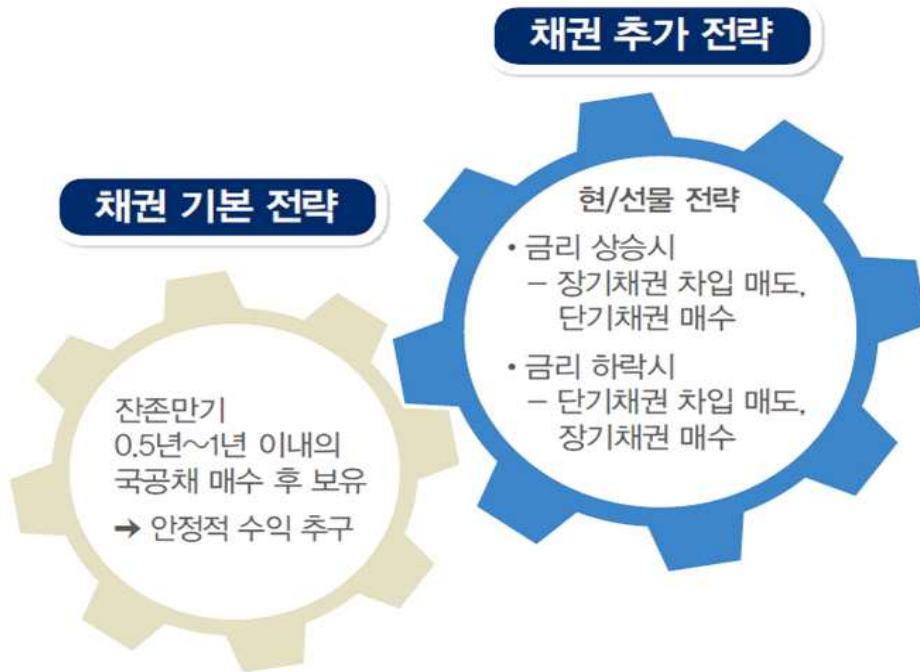 채권 추가 전략
현/선물 전략
• 금리 상승시
– 장기채권 차입 매도,
단기채권 매수
• 금리 하락시
– 단기채권 차입 매도,
장기채권 매수
채권 기본 전략
잔존만기
0.5년~1년 이내의
국공채 매수 후 보유
➔ 안정적 수익 추구